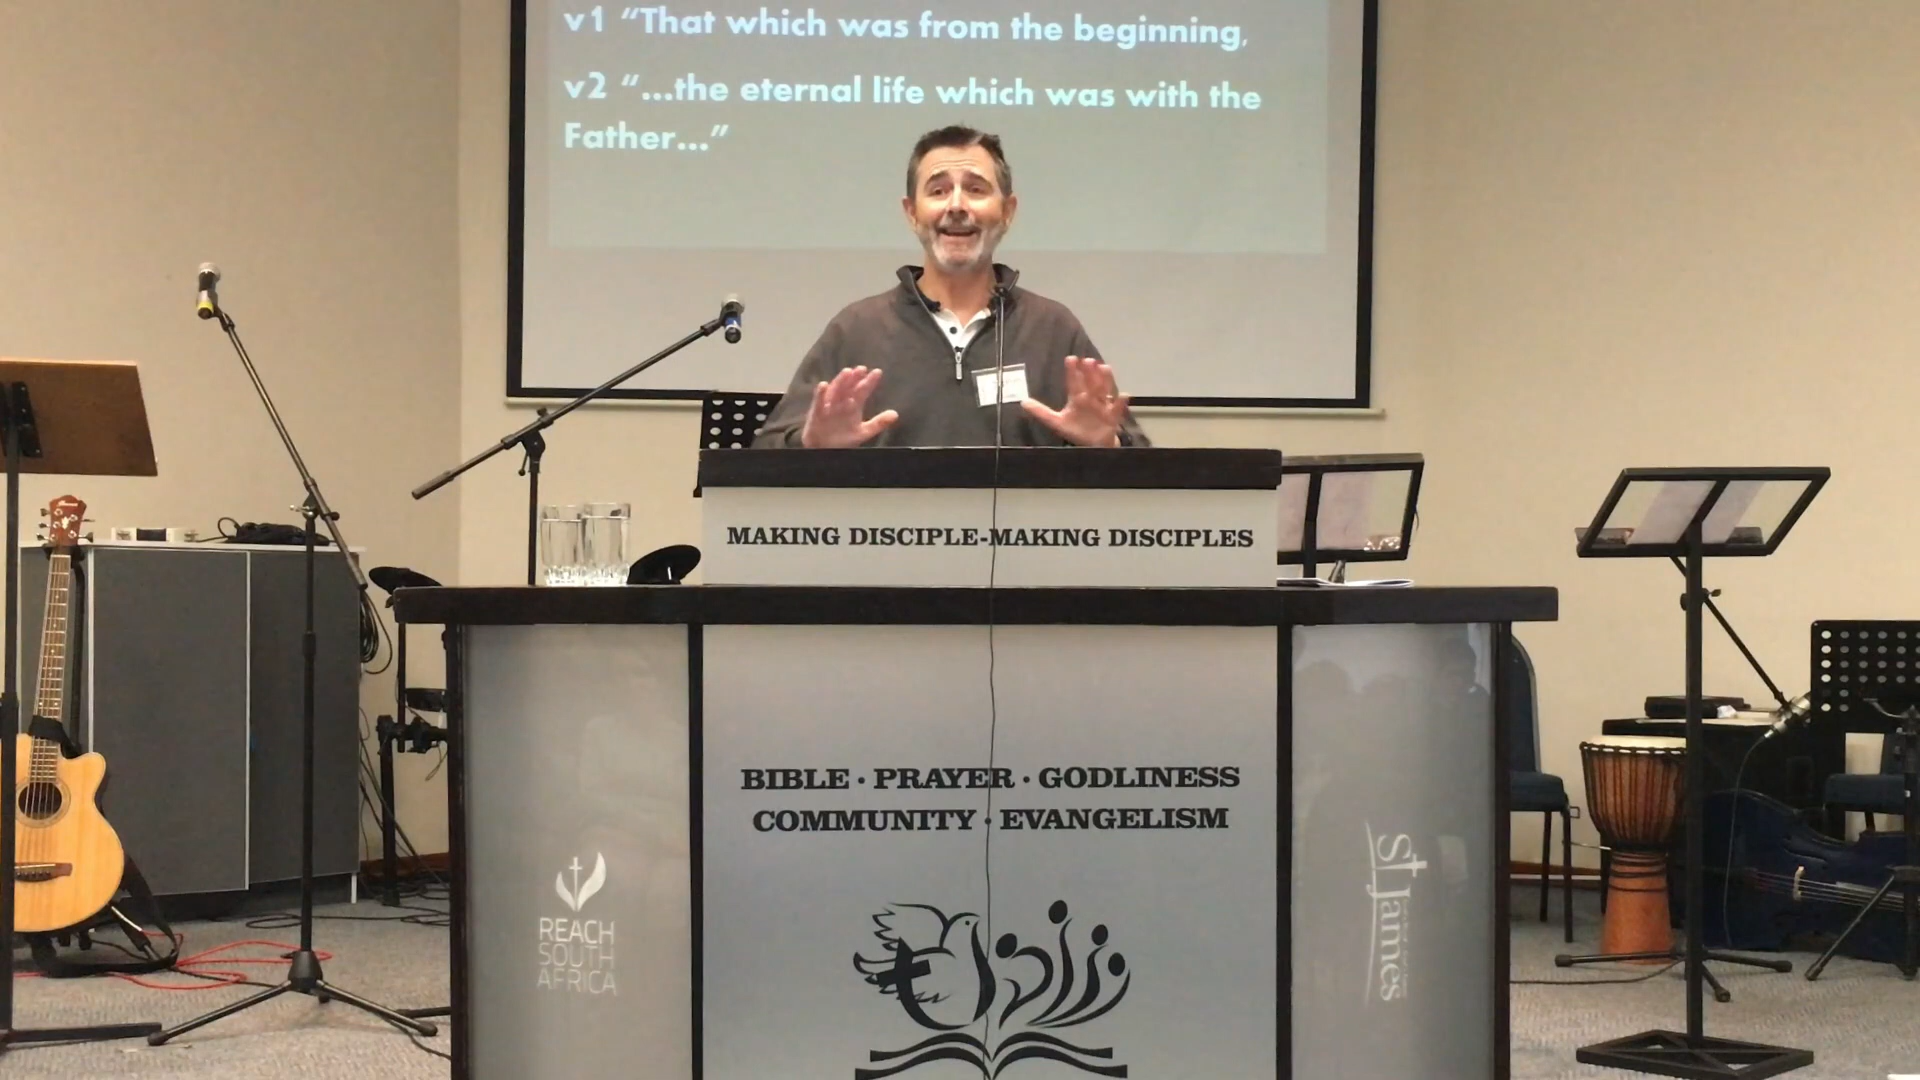 v1 “That which was from the beginning,
v2 “...the eternal life which was with the
Father...”
MAKING DISCIPLE-MAKING DISCIPLES
BIBLE · PRAYER · GODLINESS
COMMUNITY · EVANGELISM
REACH
SOUTH
AFRICA
St James